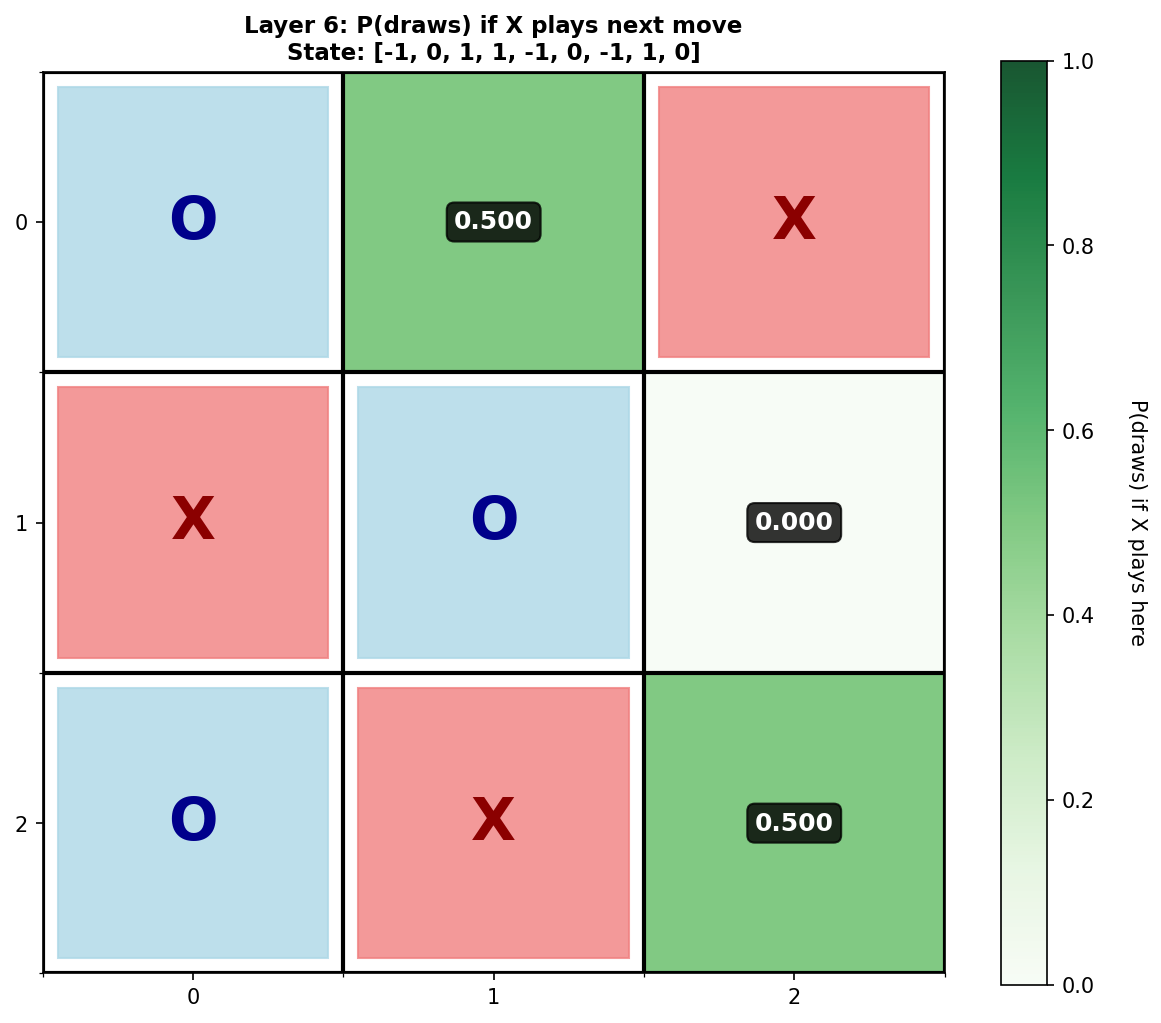 Layer 6: P(draws) if X plays next move
State: [-1, 0, 1, 1, -1, 0, -1, 1, 0]
O
0.500
X
X
O
0.000
O
X
0.500
0
1
2
0
1
2
1.0
0.8
0.6
0.4
0.2
0.0
P(draws) if X plays here